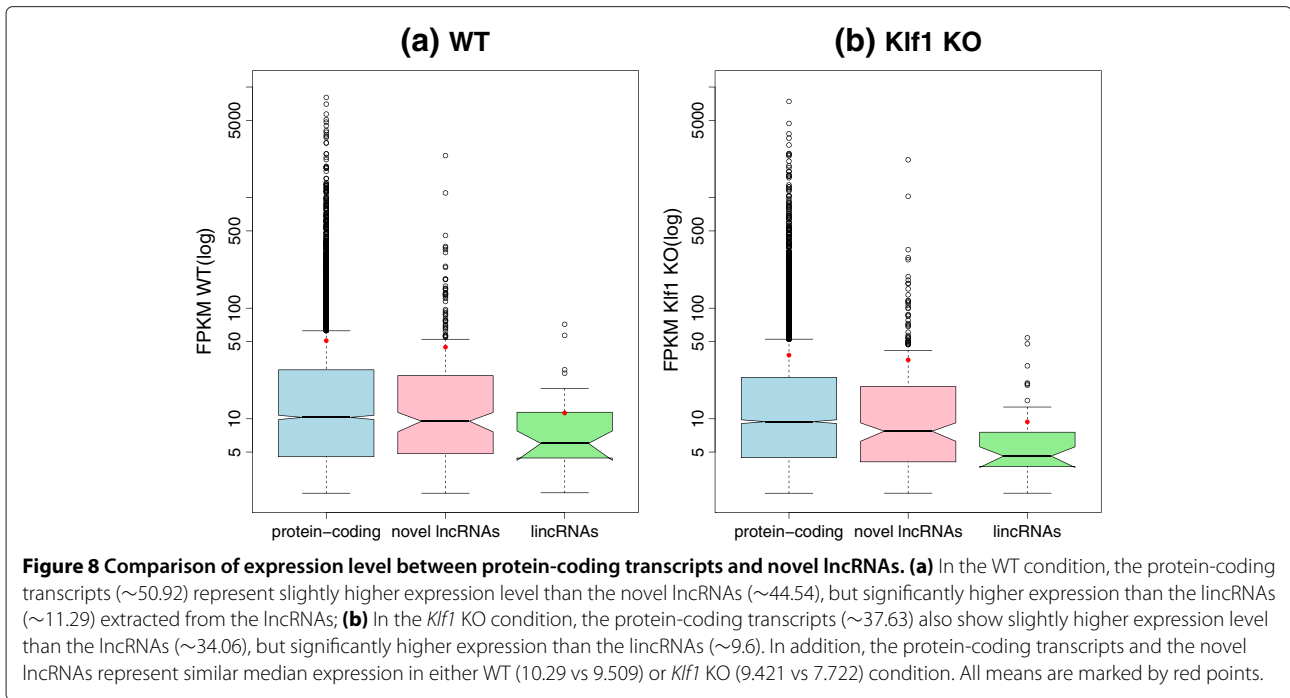 (a) WT
FPKM WT(log)
5000
500
100
50
10
5
protein−coding novel lncRNAs lincRNAs
(b) Klf1 KO
FPKM Klf1 KO(log)
5000
500
100
50
10
5
protein−coding novel lncRNAs lincRNAs
Figure 8 Comparison of expression level between protein-coding transcripts and novel lncRNAs. (a) In the WT condition, the protein-coding
transcripts (∼50.92) represent slightly higher expression level than the novel lncRNAs (∼44.54), but significantly higher expression than the lincRNAs
(∼11.29) extracted from the lncRNAs; (b) In the Klf1 KO condition, the protein-coding transcripts (∼37.63) also show slightly higher expression level
than the lncRNAs (∼34.06), but significantly higher expression than the lincRNAs (∼9.6). In addition, the protein-coding transcripts and the novel
lncRNAs represent similar median expression in either WT (10.29 vs 9.509) or Klf1 KO (9.421 vs 7.722) condition. All means are marked by red points.